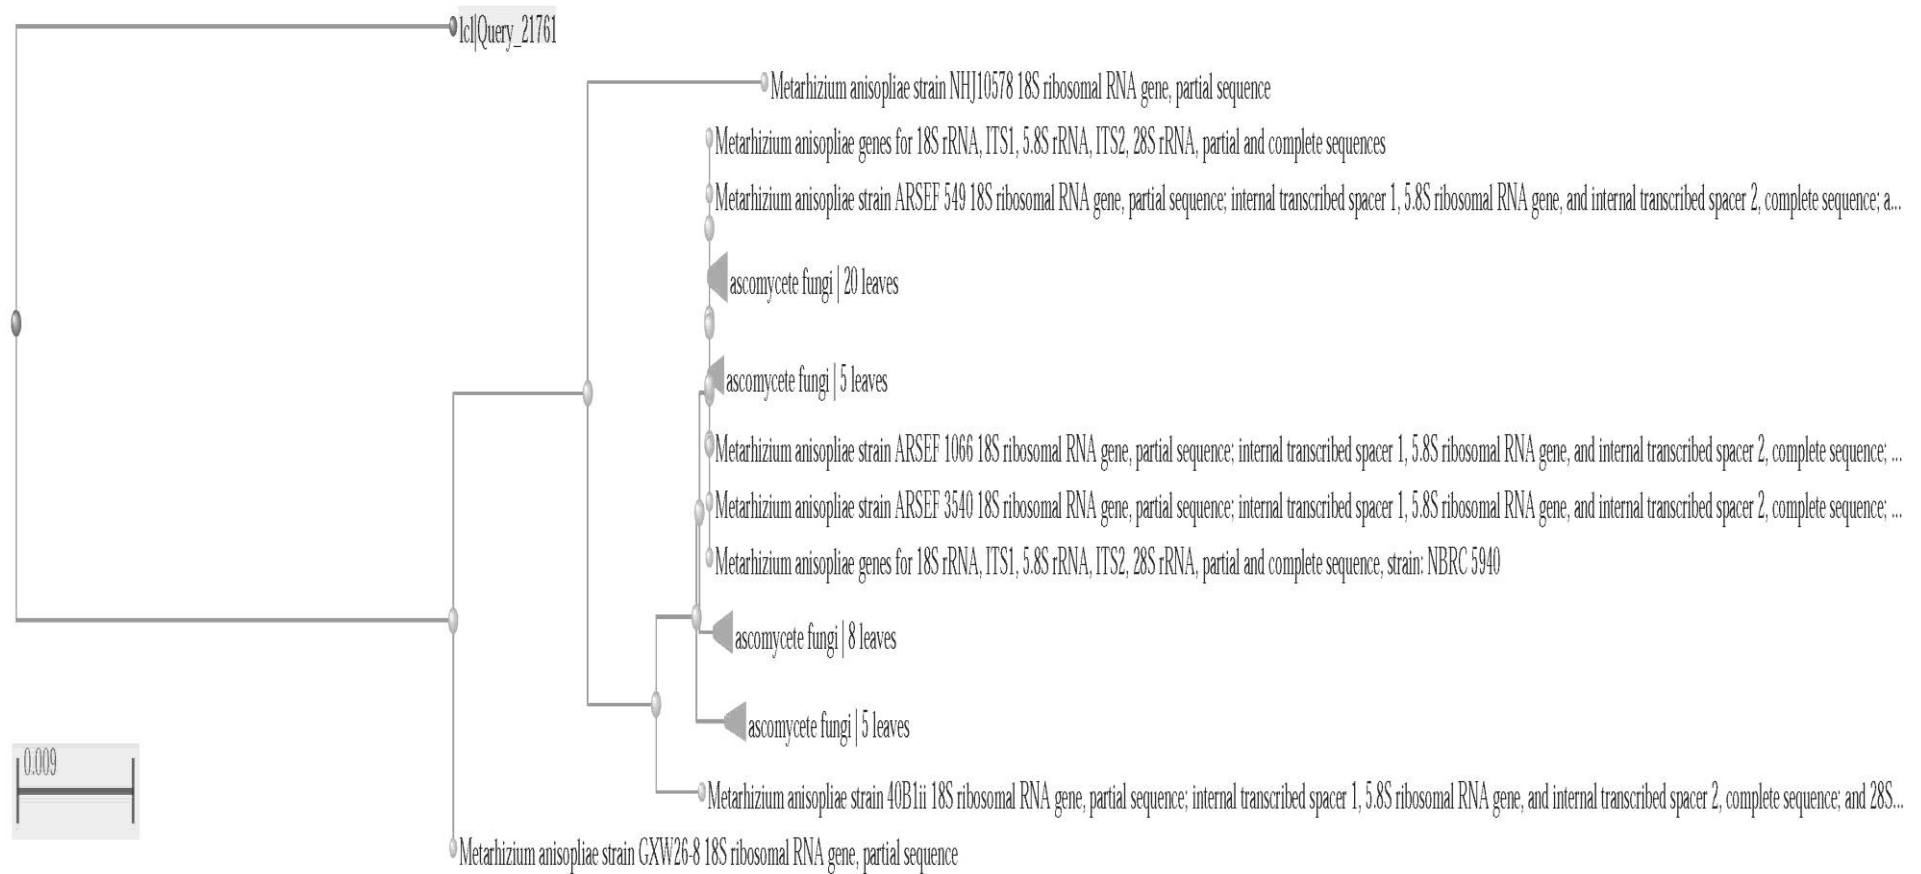 lcl|Query_21761
Metarhizium anisopliae strain NHJ10578 18S ribosomal RNA gene, partial sequence
Metarhizium anisopliae genes for 18S rRNA, ITS1, 5.8S rRNA, ITS2, 28S rRNA, partial and complete sequences
Metarhizium anisopliae strain ARSEF 549 18S ribosomal RNA gene, partial sequence; internal transcribed spacer 1, 5.8S ribosomal RNA gene, and internal transcribed spacer 2, complete sequence; a...
ascomycete fungi | 20 leaves
ascomycete fungi | 5 leaves
Metarhizium anisopliae strain ARSEF 1066 18S ribosomal RNA gene, partial sequence; internal transcribed spacer 1, 5.8S ribosomal RNA gene, and internal transcribed spacer 2, complete sequence; ...
Metarhizium anisopliae strain ARSEF 3540 18S ribosomal RNA gene, partial sequence; internal transcribed spacer 1, 5.8S ribosomal RNA gene, and internal transcribed spacer 2, complete sequence; ...
Metarhizium anisopliae genes for 18S rRNA, ITS1, 5.8S rRNA, ITS2, 28S rRNA, partial and complete sequence, strain: NBRC 5940
ascomycete fungi | 8 leaves
ascomycete fungi | 5 leaves
0.009
Metarhizium anisopliae strain 40B1ii 18S ribosomal RNA gene, partial sequence; internal transcribed spacer 1, 5.8S ribosomal RNA gene, and internal transcribed spacer 2, complete sequence; and 28S...
Metarhizium anisopliae strain GXW26-8 18S ribosomal RNA gene, partial sequence